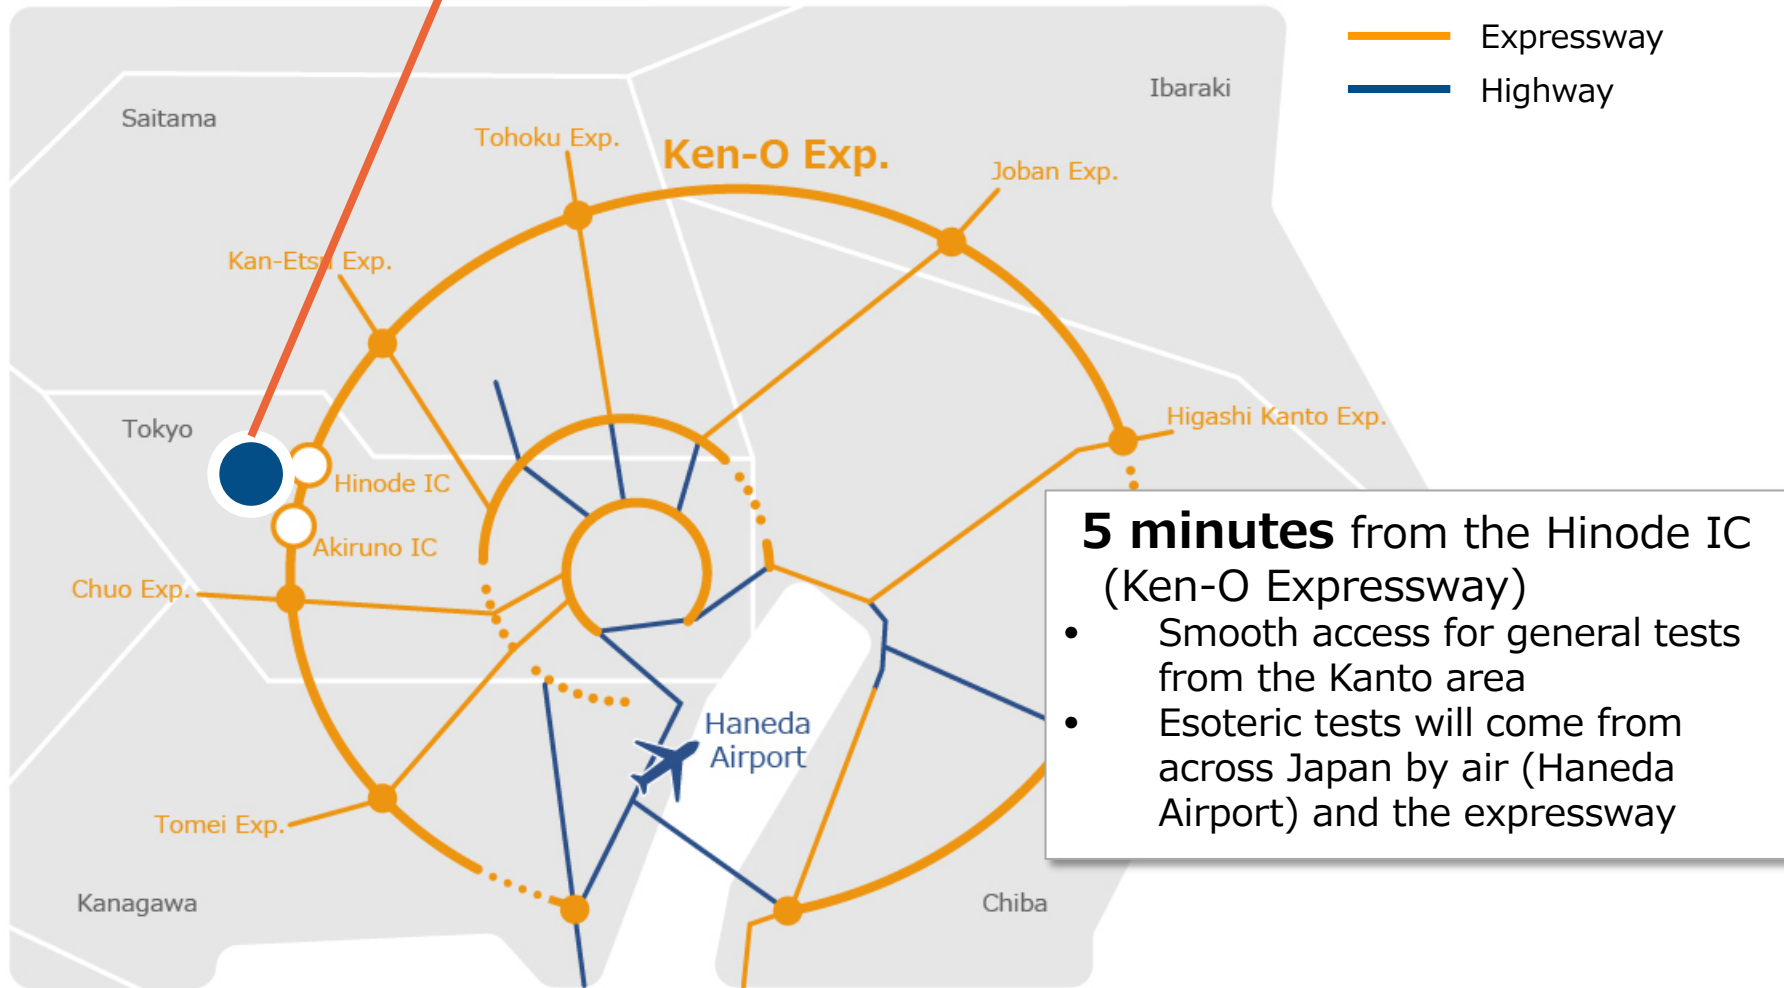 Expressway
Highway
Ibaraki
Saitama
Tohoku Exp.
Ken-O Exp.
Joban Exp.
Kan-Etsu Exp.
Higashi Kanto Exp.
Tokyo
Hinode IC
Akiruno IC
Chuo Exp.
5 minutes from the Hinode IC
(Ken-O Expressway)
• Smooth access for general tests
from the Kanto area
• Esoteric tests will come from
across Japan by air (Haneda
Airport) and the expressway
Haneda
Airport
Tomei Exp.
Kanagawa
Chiba